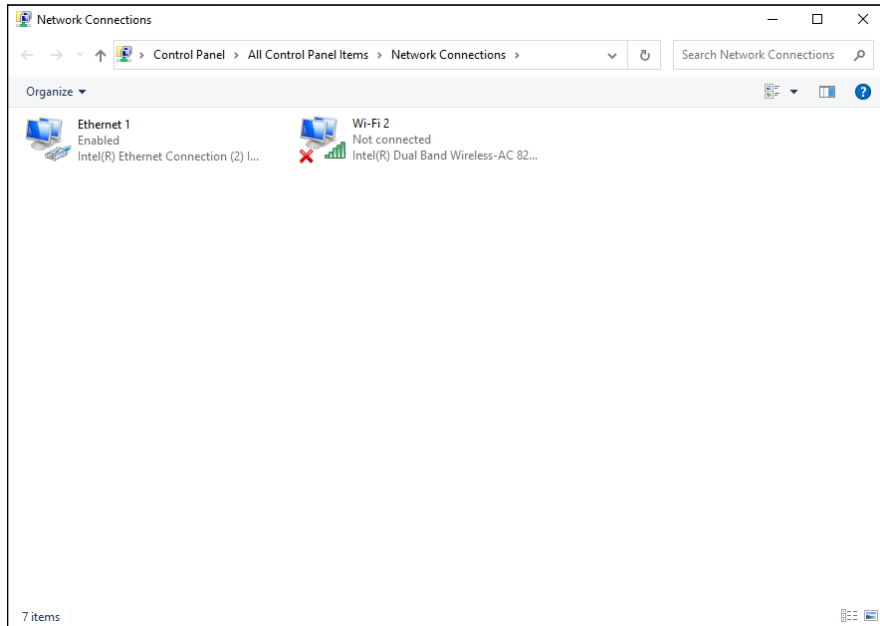 Network Connections
Control Panel > All Control Panel Items > Network Connections >
Search Network Connections
Organize
?
Ethernet 1
Enabled
Intel(R) Ethernet Connection (2) I...
Wi-Fi 2
Not connected
Intel(R) Dual Band Wireless-AC 82...
7 items